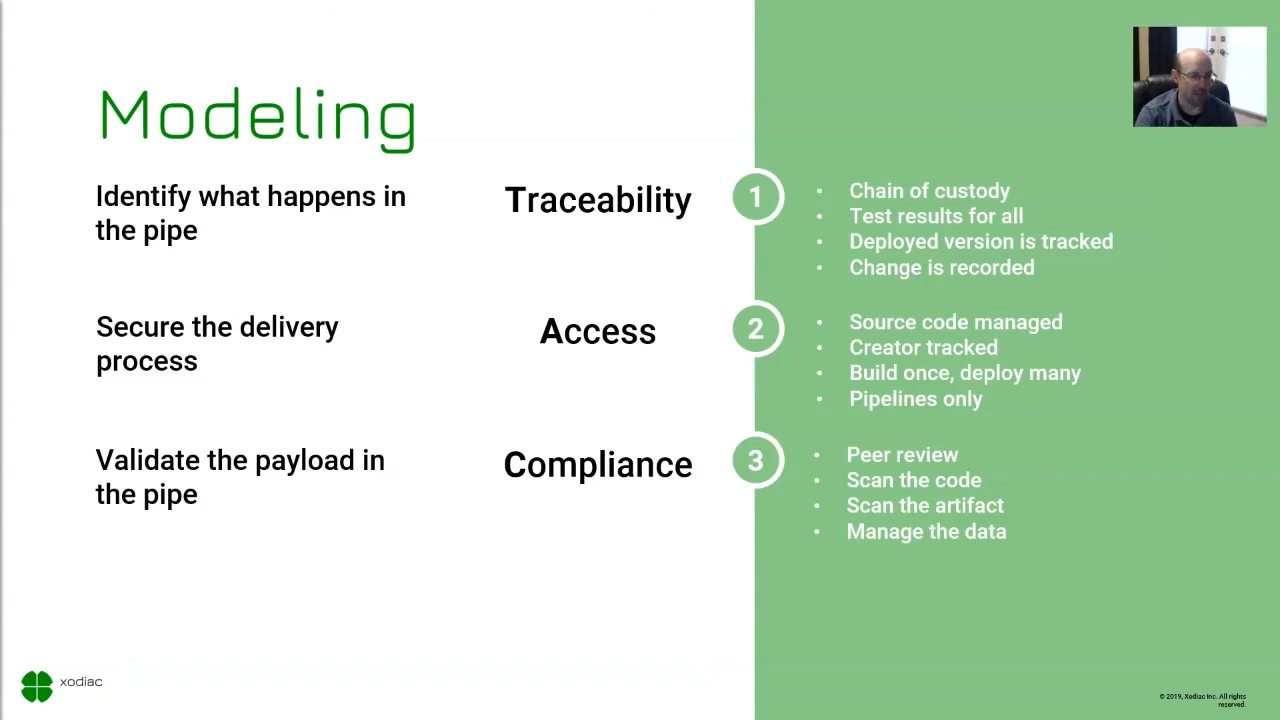 Modeling
Identify what happens in
the pipe
Traceability
1
• Chain of custody
• Test results for all
• Deployed version is tracked
• Change is recorded
Secure the delivery
process
Access
2
• Source code managed
• Creator tracked
• Build once, deploy many
• Pipelines only
Validate the payload in
the pipe
Compliance
3
• Peer review
• Scan the code
• Scan the artifact
• Manage the data
xodiac
© 2019, Xodiac Inc. All rights
reserved.